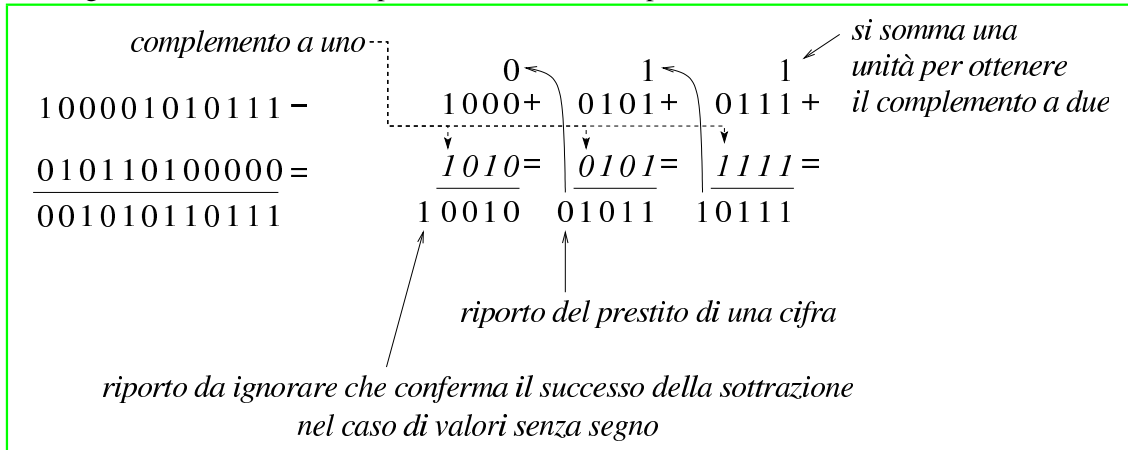 complemento a uno
si somma una
unità per ottenere
il complemento a due
0 1 1
100001010111 − 1000+ 0101+ 0111+
010110100000= 1010= 0101= 1111=
001010110111 10010 01011 10111
riporto del prestito di una cifra
riporto da ignorare che conferma il successo della sottrazione
nel caso di valori senza segno